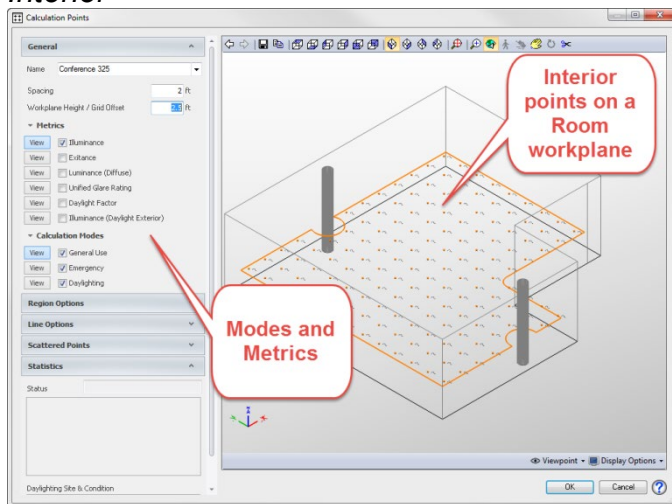 Interior
Calculation Points
General
Name Conference 325
Spacing 2 ft
Workplane Height / Grid Offset 2.5 ft
Metrics
View Illuminance
View Exitance
View Luminance (Diffuse)
View Unified Glare Rating
View Daylight Factor
View Illuminance (Daylight Exterior)
Calculation Modes
View General Use
View Emergency
View Daylighting
Region Options
Line Options
Scattered Points
Statistics
Status
Daylighting Site & Condition
Interior
points on a
Room
workplane
Modes and
Metrics
Z
Viewpoint Display Options
OK Cancel ?